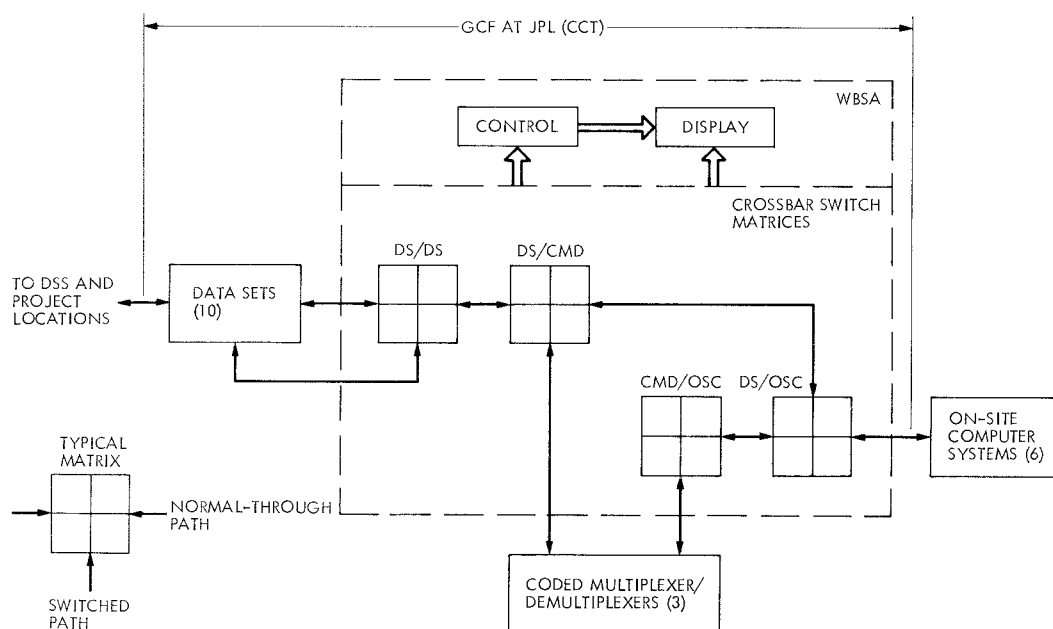 GCF AT JPL (CCT)
WBSA
CONTROL
DISPLAY
CROSSBAR SWITCH
MATRICES
DS/DS
DS/CMD
TO DSS AND
PROJECT
LOCATIONS
DATA SETS
(10)
CMD/OSC
DS/OSC
ON-SITE
COMPUTER
SYSTEMS (6)
TYPICAL
MATRIX
NORMAL-THROUGH
PATH
SWITCHED
PATH
CODED MULTIPLEXER/
DEMULTIPLEXERS (3)